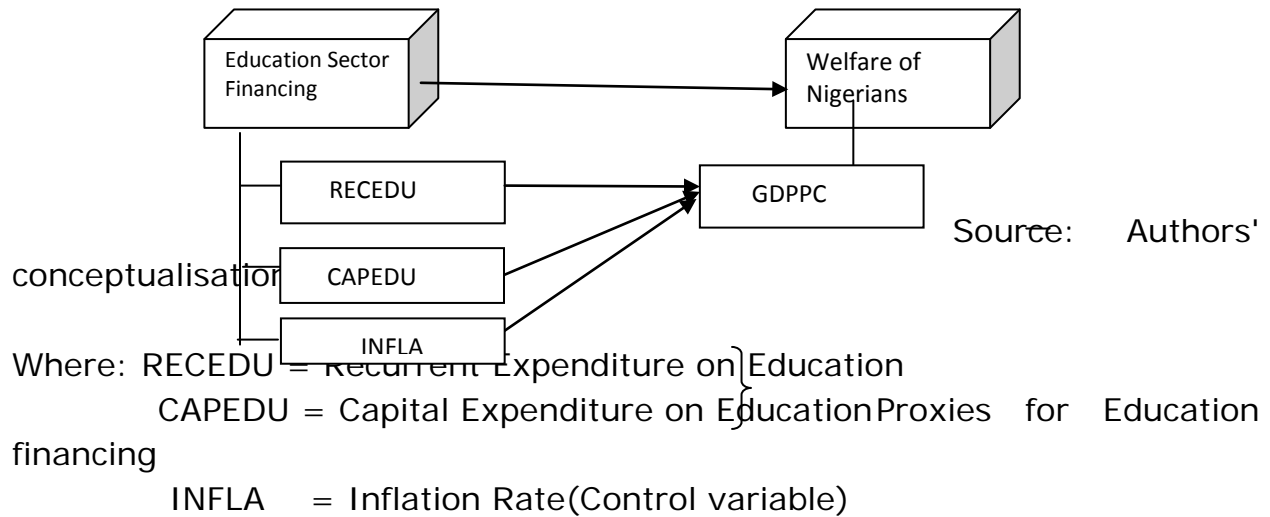 Education Sector
Financing
Welfare of
Nigerians
RECEDU
GDPPC
Source: Authors'
conceptualisation
CAPEDU
INFLA
Where: RECEDU = Recurrent Expenditure on Education
CAPEDU = Capital Expenditure on Education Proxies for Education
financing
INFLA = Inflation Rate(Control variable)